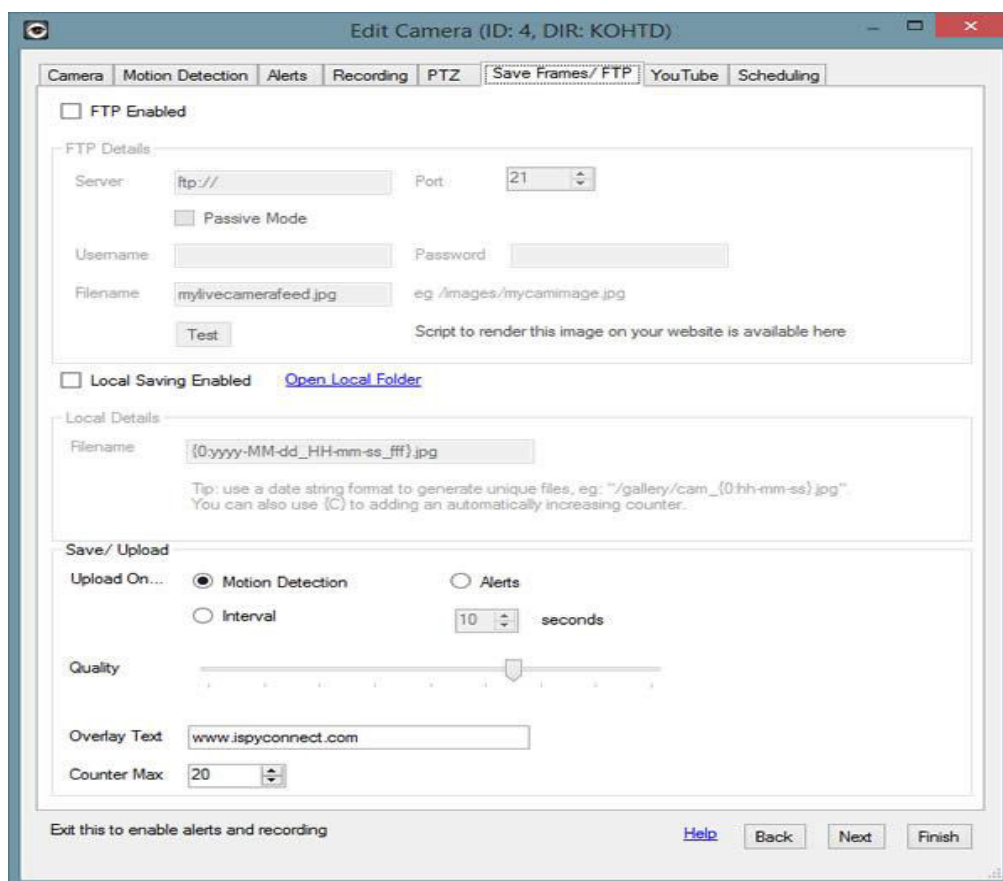 Edit Camera (ID: 4, DIR: KOHTD)
Camera Motion Detection Alerts Recording PTZ Save Frames/ FTP YouTube Scheduling
FTP Enabled
FTP Details
Server ftp:// Port 21
Passive Mode
Username Password
Filename mylivecamerafeed.jpg eg /images/mycamimage.jpg
Test Script to render this image on your website is available here
Local Saving Enabled Open Local Folder
Local Details
Filename {0:yyyy-MM-dd_HH-mm-ss_fff}.jpg
Tip: use a date string format to generate unique files, eg: "/gallery/cam_{0:hh-mm-ss}.jpg".
You can also use {C} to adding an automatically increasing counter.
Save/ Upload
Upload On... Motion Detection Alerts
Interval 10 seconds
Quality
Overlay Text www.ispyconnect.com
Counter Max 20
Exit this to enable alerts and recording Help Back Next Finish